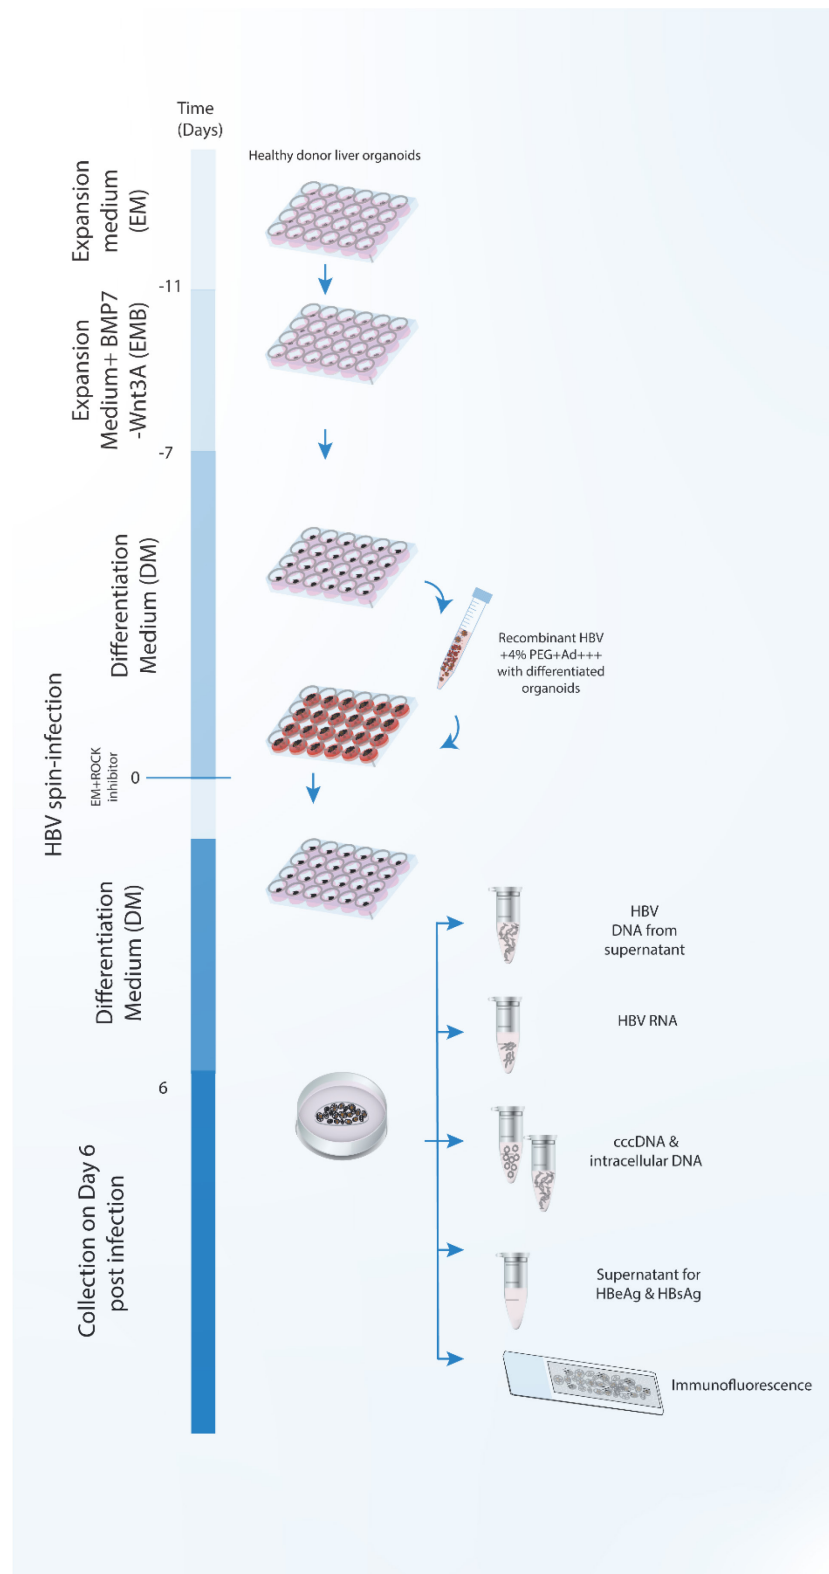 Time
(Days)
Healthy donor liver organoids
Expansion
medium
(EM)
-11
Expansion
Medium+ BMP7
-Wnt3A (EMB)
-7
Differentiation
Medium (DM)
Recombinant HBV
+4% PEG+Ad+++
with differentiated
organoids
HBV spin-infection
EM+ROCK
inhibitor
0
Differentiation
Medium (DM)
HBV
DNA from
supernatant
HBV RNA
6
cccDNA &
intracellular DNA
Collection on Day 6
post infection
Supernatant for
HBeAg & HBsAg
Immunofluorescence